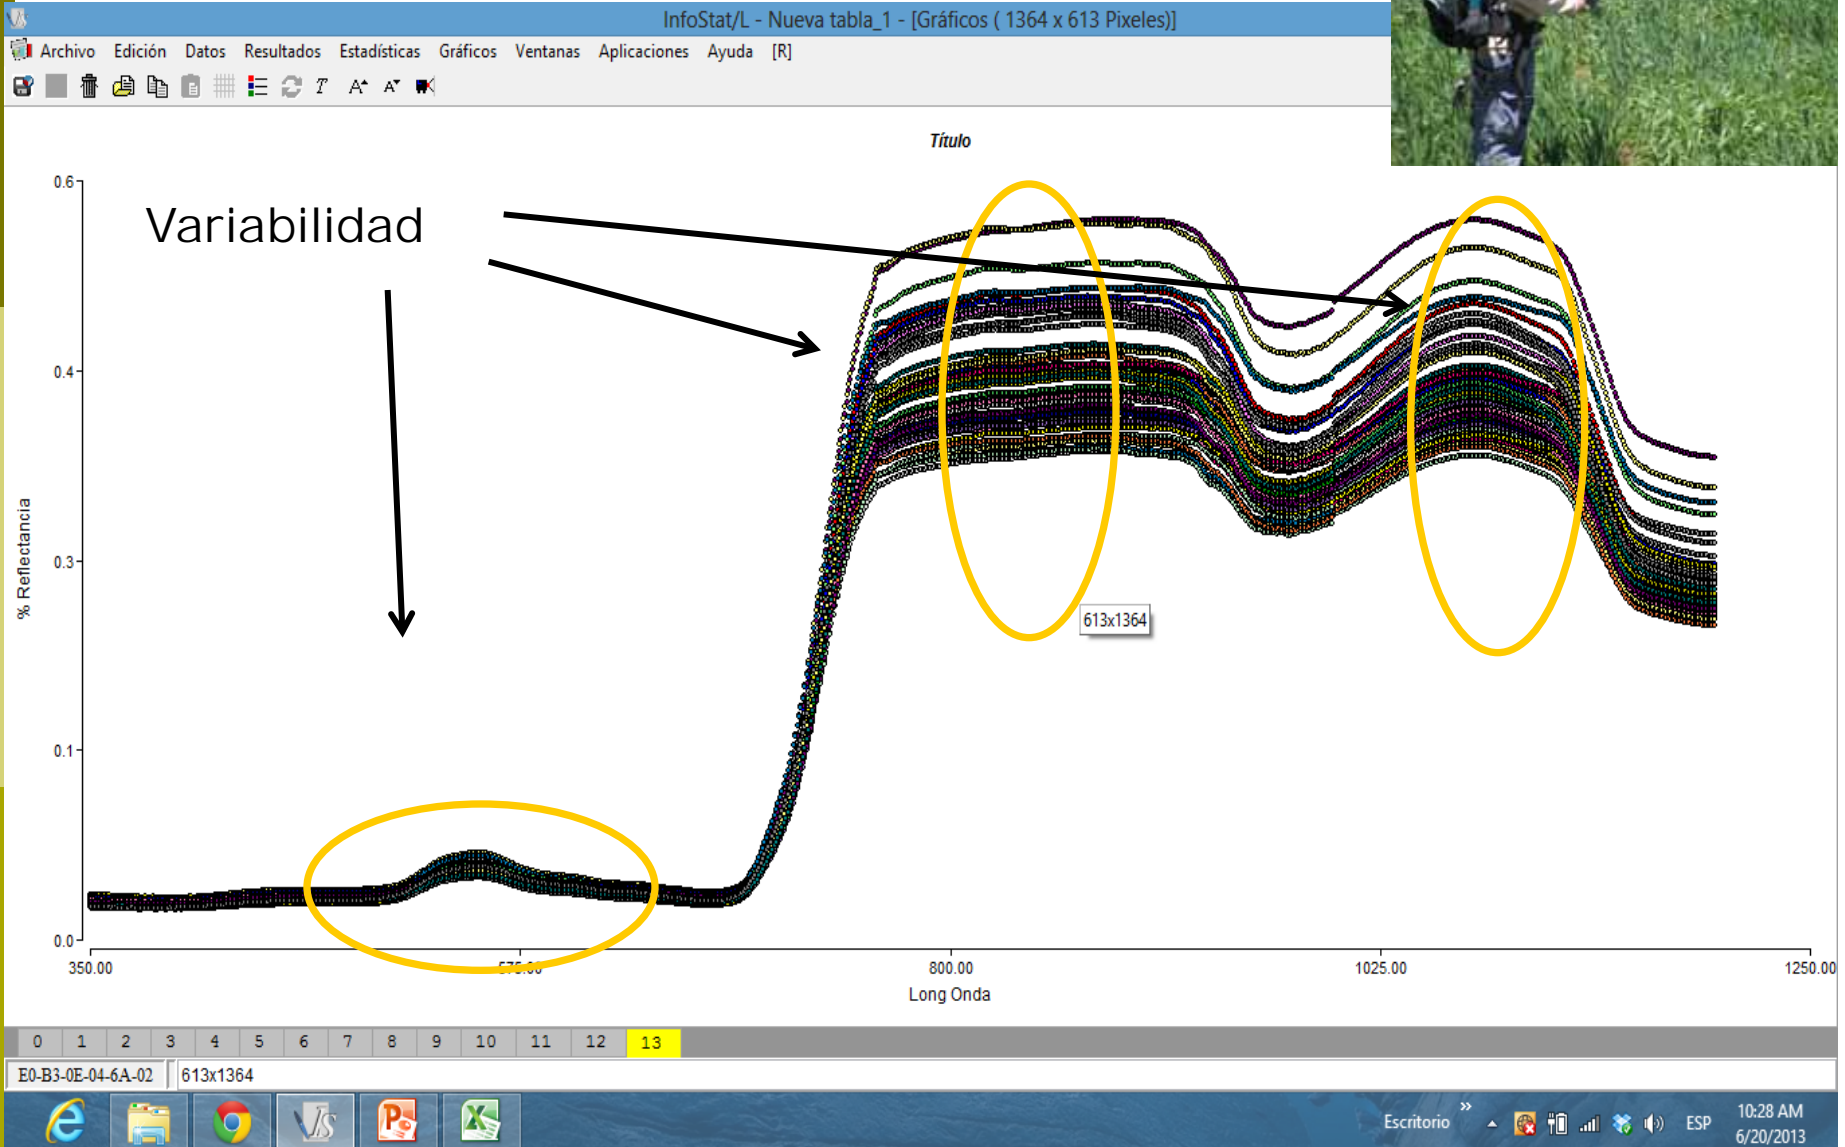 InfoStat/L - Nueva tabla_1 - [Gráficos ( 1364 x 613 Pixeles)]
Archivo Edición Datos Resultados Estadísticas Gráficos Ventanas Aplicaciones Ayuda [R]
T A A
Título
Variabilidad
0.6
0.4
0.3
0.1
0.0
% Reflectancia
613x1364
350.00 575.00 800.00 1025.00 1250.00
Long Onda
0 1 2 3 4 5 6 7 8 9 10 11 12 13
E0-B3-0E-04-6A-02 613x1364
Escritorio » ESP 10:28 AM
6/20/2013